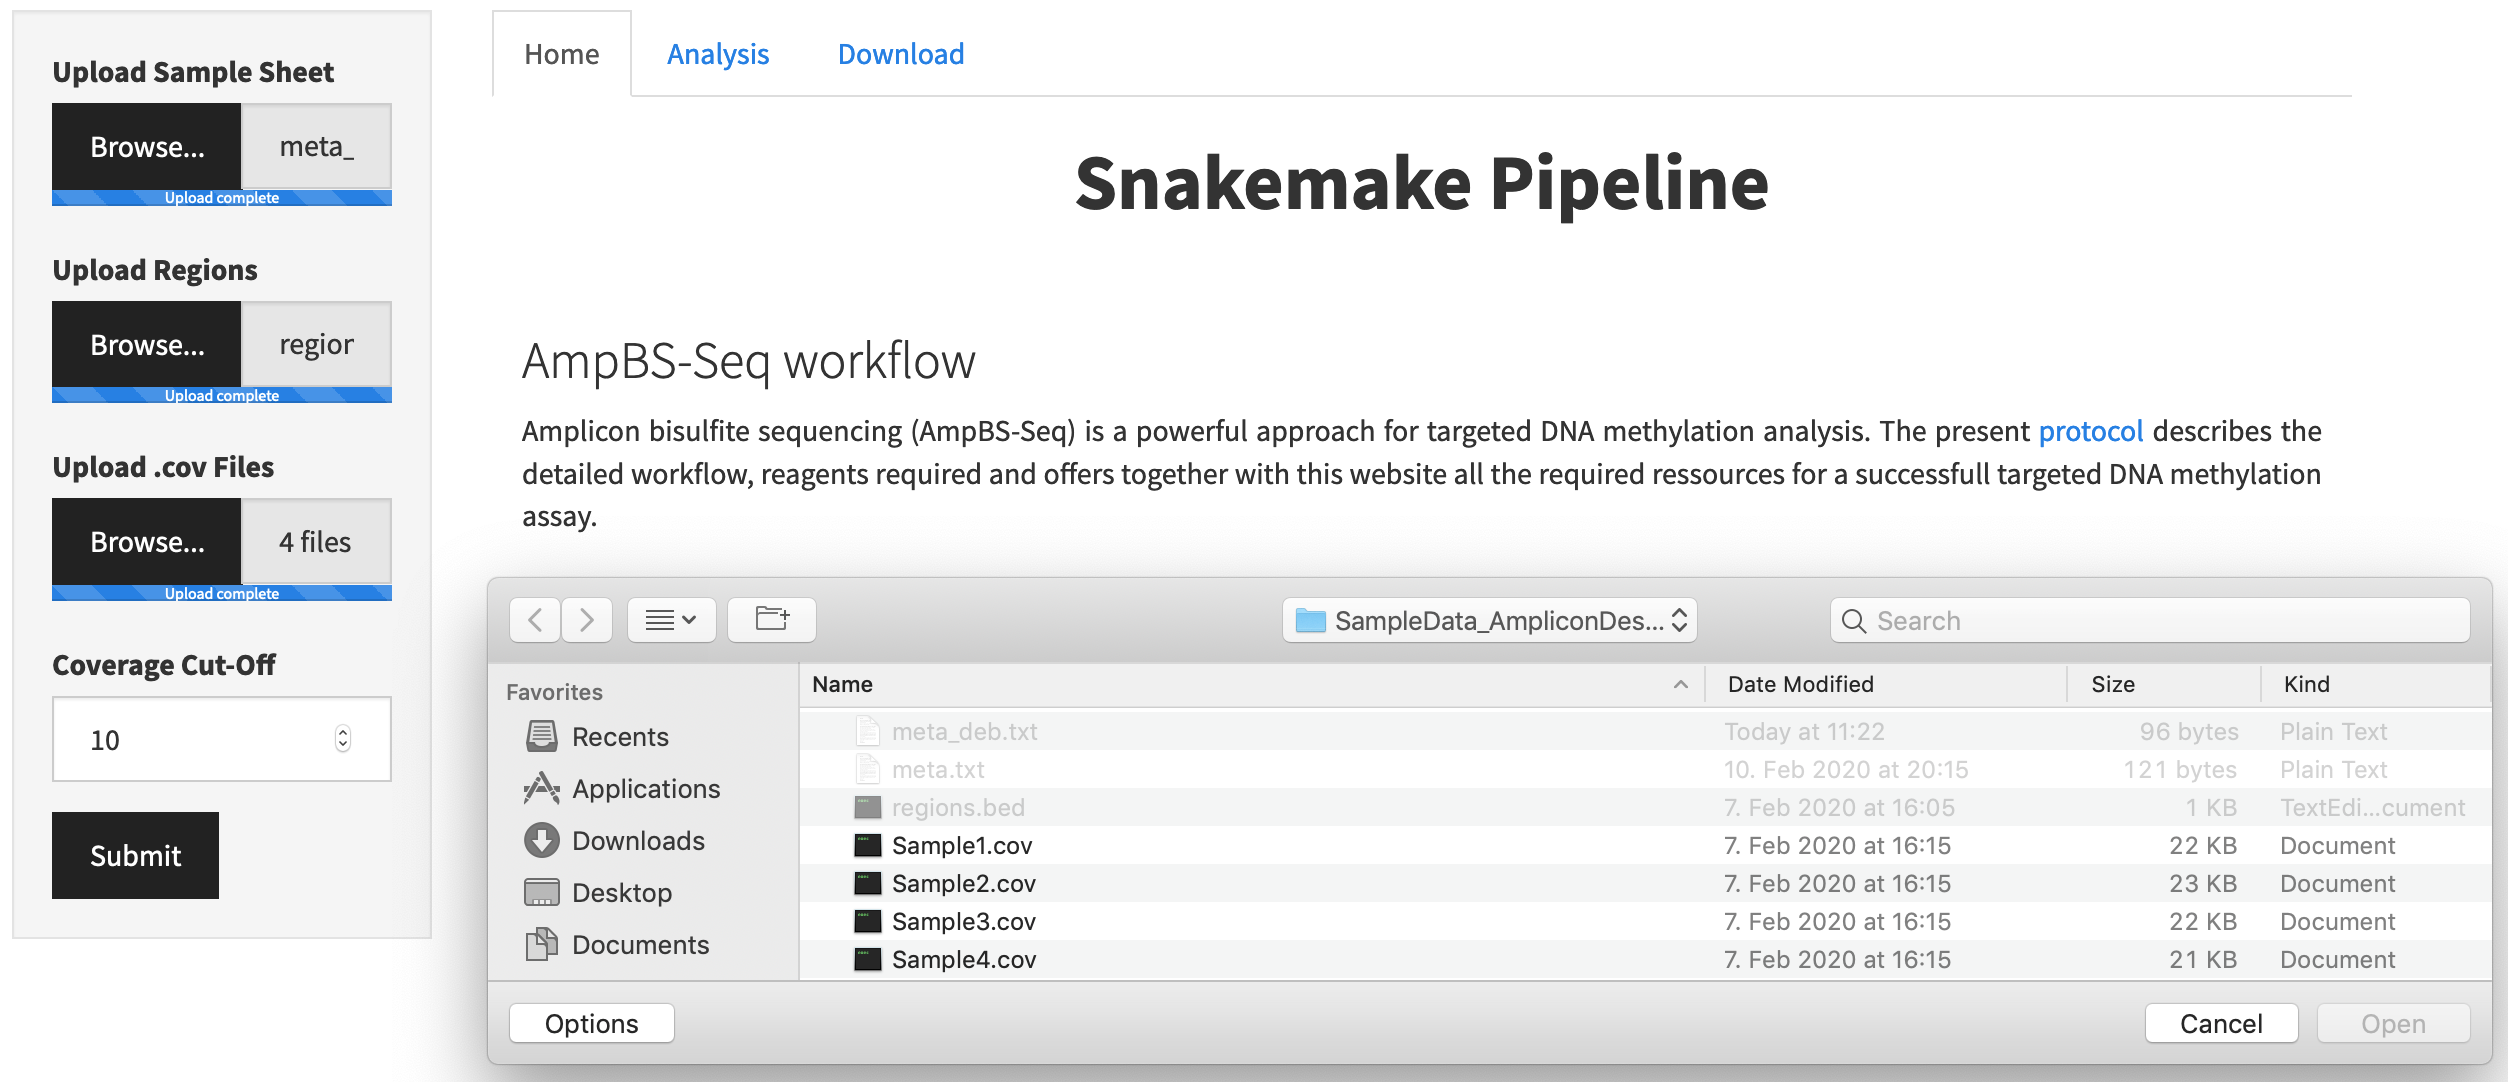 Upload Sample Sheet
Browse... meta_
Upload complete
Upload Regions
Browse... region
Upload complete
Upload .cov Files
Browse... 4 files
Upload complete
Coverage Cut-Off
10
Submit
Home Analysis Download
Snakemake Pipeline
AmpBS-Seq workflow
Amplicon bisulfite sequencing (AmpBS-Seq) is a powerful approach for targeted DNA methylation analysis. The present protocol describes the
detailed workflow, reagents required and offers together with this website all the required ressources for a successfull targeted DNA methylation
assay.
SampleData_AmpliconDes... Search
Favorites
Recents
Applications
Downloads
Desktop
Documents
Name Date Modified Size Kind
meta_deb.txt Today at 11:22 96 bytes Plain Text
meta.txt 10. Feb 2020 at 20:15 121 bytes Plain Text
regions.bed 7. Feb 2020 at 16:05 1 KB TextEdi...cument
Sample1.cov 7. Feb 2020 at 16:15 22 KB Document
Sample2.cov 7. Feb 2020 at 16:15 23 KB Document
Sample3.cov 7. Feb 2020 at 16:15 22 KB Document
Sample4.cov 7. Feb 2020 at 16:15 21 KB Document
Options Cancel Open